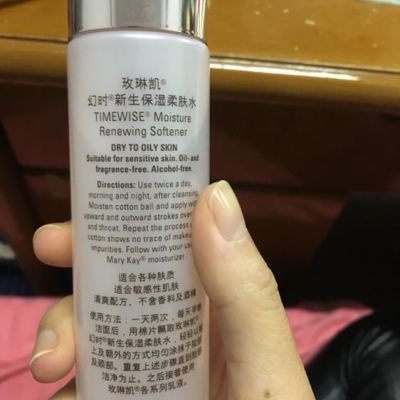 玫琳凯®
幻时®新生保湿柔肤水
TIMEWISE® Moisture
Renewing Softener
DRY TO OILY SKIN
Suitable for sensitive skin. Oil- and
fragrance-free. Alcohol-free.
Directions: Use twice a day,
morning and night, after cleansing.
Moisten cotton ball and apply with
upward and outward strokes over
and throat. Repeat the process
cotton shows no trace of makeup
impurities. Follow with your
Mary Kay® moisturizer.
适合各种肤质
适合敏感性肌肤
清爽配方，不含香料及酒精
使用方法：一天两次，每天早晚
洁面后，用棉片蘸取玫琳凯®
幻时®新生保湿柔肤水，轻轻以向
上及朝外的方式均匀涂抹于脸部
及颈部。重复上述步骤直到脸部
洁净为止。之后接着使用
玫琳凯®各系列乳液。